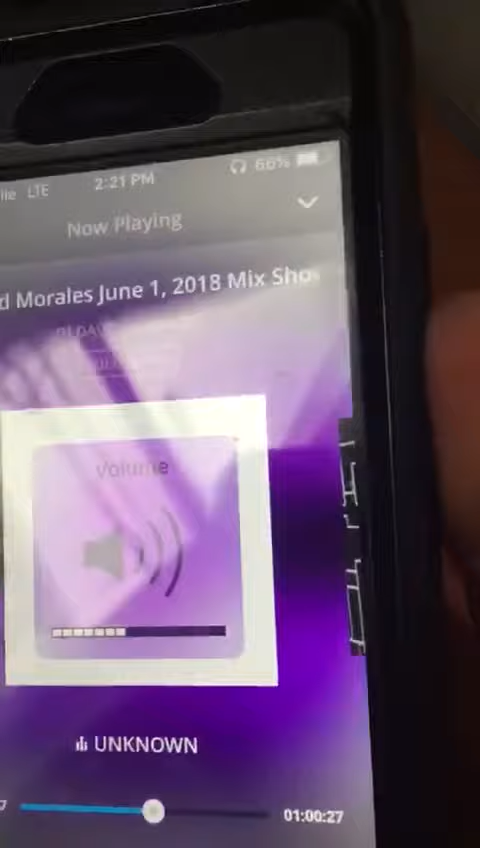 LTE 2:21 PM 66%
Now Playing
d Morales June 1, 2018 Mix Sho
Volume
UNKNOWN
01:00:27